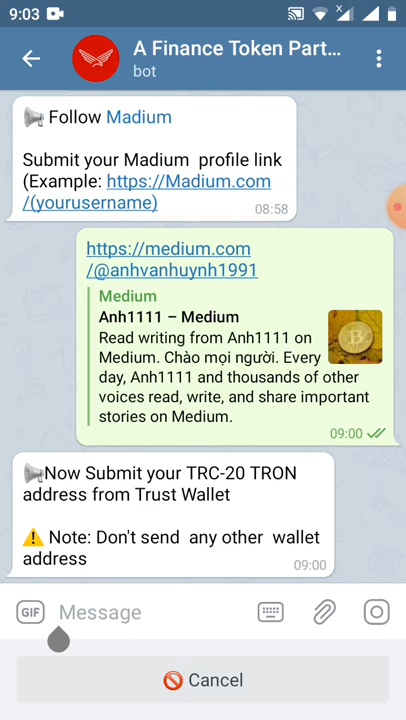 9:03
A Finance Token Part...
bot
Follow Madium
Submit your Madium profile link
(Example: https://Madium.com
/(yourusername)
08:58
https://medium.com
/@anhvanhuynh1991
Medium
Anh1111 – Medium
Read writing from Anh1111 on
Medium. Chào mọi người. Every
day, Anh1111 and thousands of other
voices read, write, and share important
stories on Medium.
09:00
Now Submit your TRC-20 TRON
address from Trust Wallet
Note: Don't send any other wallet
address
09:00
GIF Message
Cancel